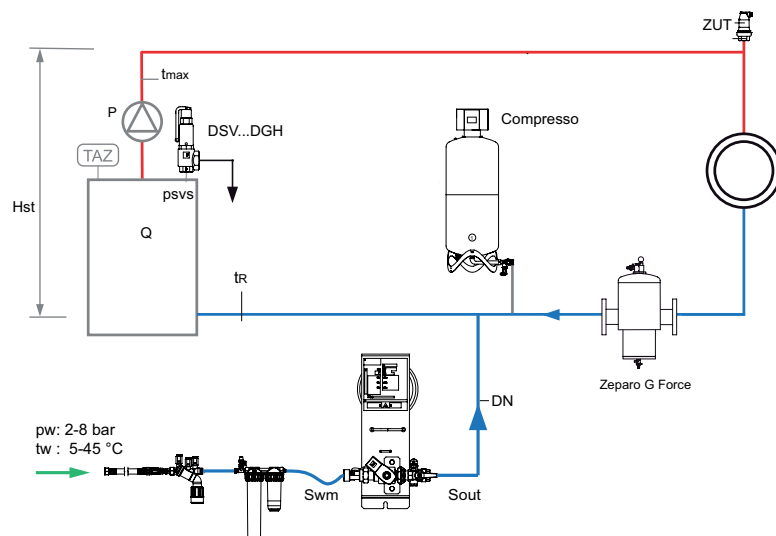 ZUT
tmax
P
DSV...DGH
Compresso
TAZ
psvs
Hst
Q
tR
Zeparo G Force
DN
pw: 2-8 bar
tw : 5-45 °C
Swm
Sout